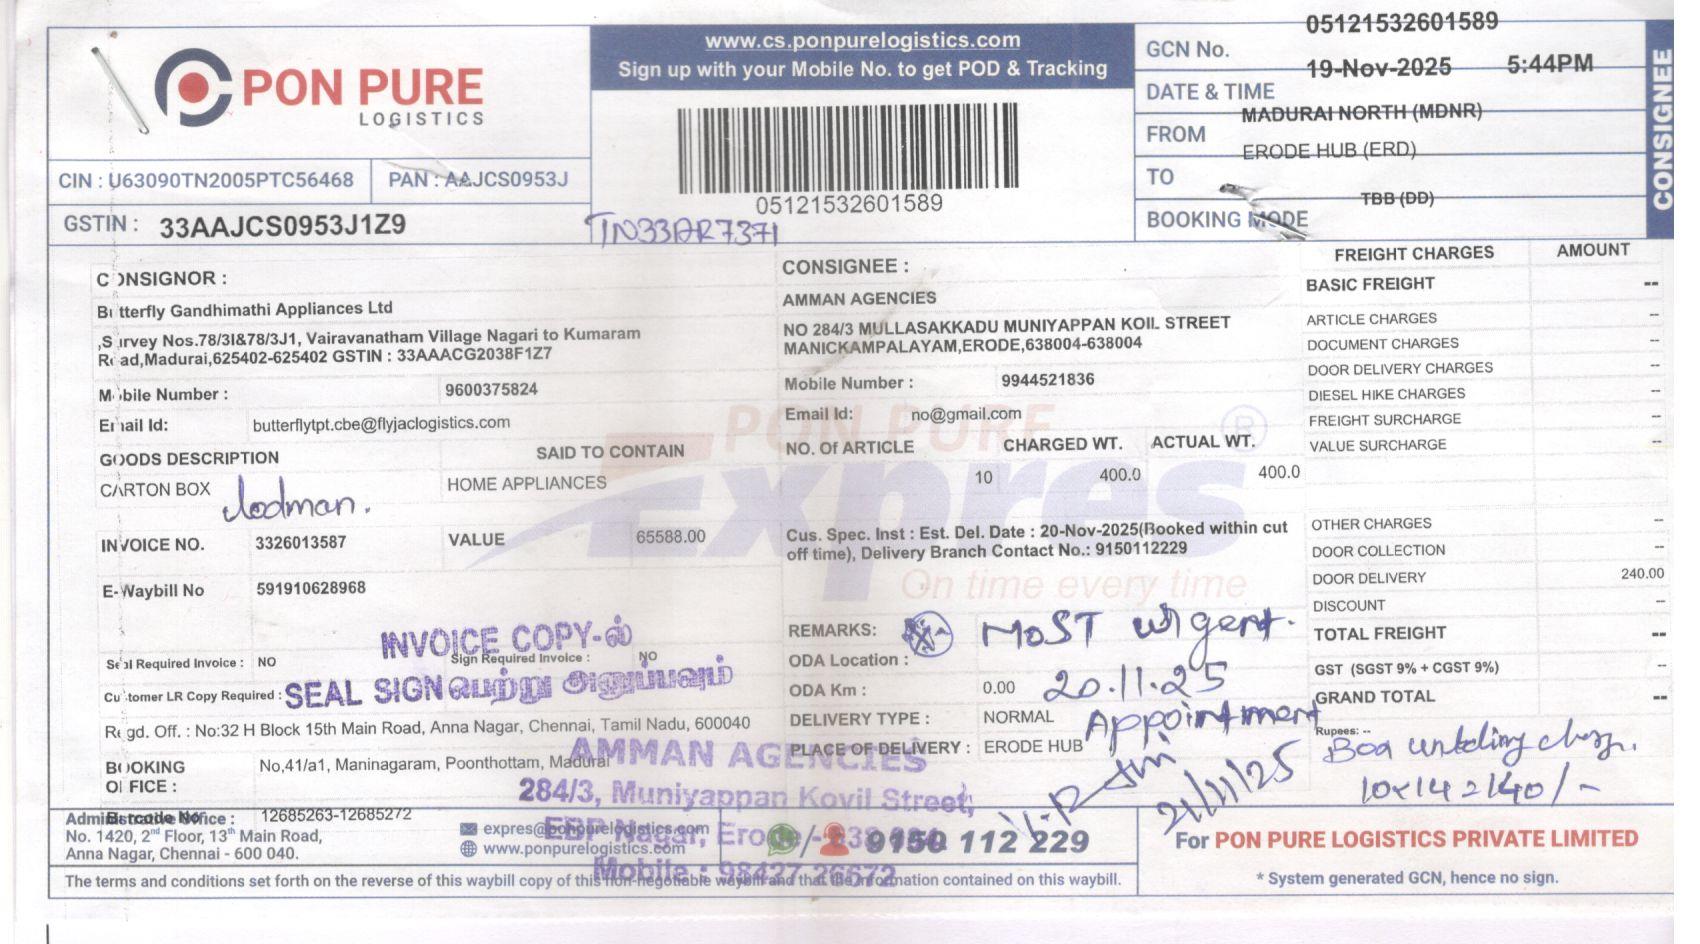 PON PURE
LOGISTICS
www.cs.ponpurelogistics.com
Sign up with your Mobile No. to get POD & Tracking
05121532601589
GCN No. 05121532601589
DATE & TIME 19-Nov-2025 5:44PM
FROM MADURAI NORTH (MDNR)
TO ERODE HUB (ERD)
BOOKING MODE TBB (DD)
CONSIGNEE
CIN : U63090TN2005PTC56468 PAN : AAJCS0953J
GSTIN : 33AAJCS0953J1Z9
TN33AR7371
CONSIGNOR :
Butterfly Gandhimathi Appliances Ltd
,Survey Nos.78/3I&78/3J1, Vairavanatham Village Nagari to Kumaram
Road,Madurai,625402-625402 GSTIN : 33AAACG2038F1Z7
Mobile Number : 9600375824
Email Id: butterflytpt.cbe@flyjaclogistics.com
GOODS DESCRIPTION SAID TO CONTAIN
CARTON BOX HOME APPLIANCES
lodman.
INVOICE NO. 3326013587 VALUE 65588.00
E-Waybill No 591910628968
INVOICE COPY-ல்
Seal Required Invoice : NO Sign Required Invoice : NO
Customer LR Copy Required :
SEAL SIGN பெற்று அனுப்பவும்
Regd. Off. : No:32 H Block 15th Main Road, Anna Nagar, Chennai, Tamil Nadu, 600040
BOOKING OFFICE : No,41/a1, Maninagaram, Poonthottam, Madurai
Barcode No 12685263-12685272
CONSIGNEE :
AMMAN AGENCIES
NO 284/3 MULLASAKKADU MUNIYAPPAN KOIL STREET
MANICKAMPALAYAM,ERODE,638004-638004
Mobile Number : 9944521836
Email Id: no@gmail.com
NO. Of ARTICLE CHARGED WT. ACTUAL WT.
10 400.0 400.0
PON PURE
Expres ®
On time every time
Cus. Spec. Inst : Est. Del. Date : 20-Nov-2025(Booked within cut
off time), Delivery Branch Contact No.: 9150112229
REMARKS: MOST urgent.
ODA Location :
ODA Km : 0.00 20.11.25
DELIVERY TYPE : NORMAL Appointment
PLACE OF DELIVERY : ERODE HUB
21/11/25
AMMAN AGENCIES
284/3, Muniyappan Kovil Street,
EBP Nagar, Erode
Mobile : 98427 26672
FREIGHT CHARGES AMOUNT
BASIC FREIGHT --
ARTICLE CHARGES --
DOCUMENT CHARGES --
DOOR DELIVERY CHARGES --
DIESEL HIKE CHARGES --
FREIGHT SURCHARGE --
VALUE SURCHARGE --
OTHER CHARGES --
DOOR COLLECTION --
DOOR DELIVERY 240.00
DISCOUNT --
TOTAL FREIGHT --
GST (SGST 9% + CGST 9%) --
GRAND TOTAL --
Rupees: --
10x14=140/-
Administrative Office :
No. 1420, 2nd Floor, 13th Main Road,
Anna Nagar, Chennai - 600 040.
expres@ponpurelogistics.com
www.ponpurelogistics.com
9150 112 229
For PON PURE LOGISTICS PRIVATE LIMITED
* System generated GCN, hence no sign.
The terms and conditions set forth on the reverse of this waybill copy of this non-negotiable waybill and that the information contained on this waybill.